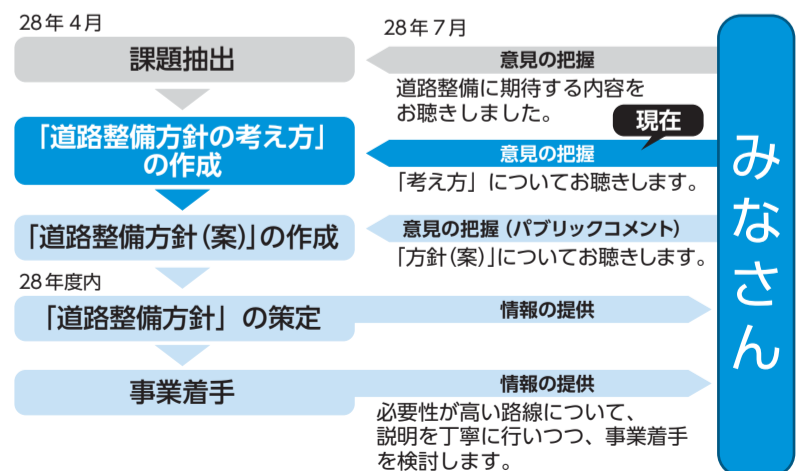 28年4月
課題抽出
28年7月
意見の把握
道路整備に期待する内容を
お聴きしました。
現在
「道路整備方針の考え方」
の作成
意見の把握
「考え方」についてお聴きします。
「道路整備方針(案)」の作成
意見の把握(パブリックコメント)
「方針(案)」についてお聴きします。
28年度内
「道路整備方針」の策定
情報の提供
事業着手
情報の提供
必要性が高い路線について、
説明を丁寧に行いつつ、事業着手
を検討します。
みなさん